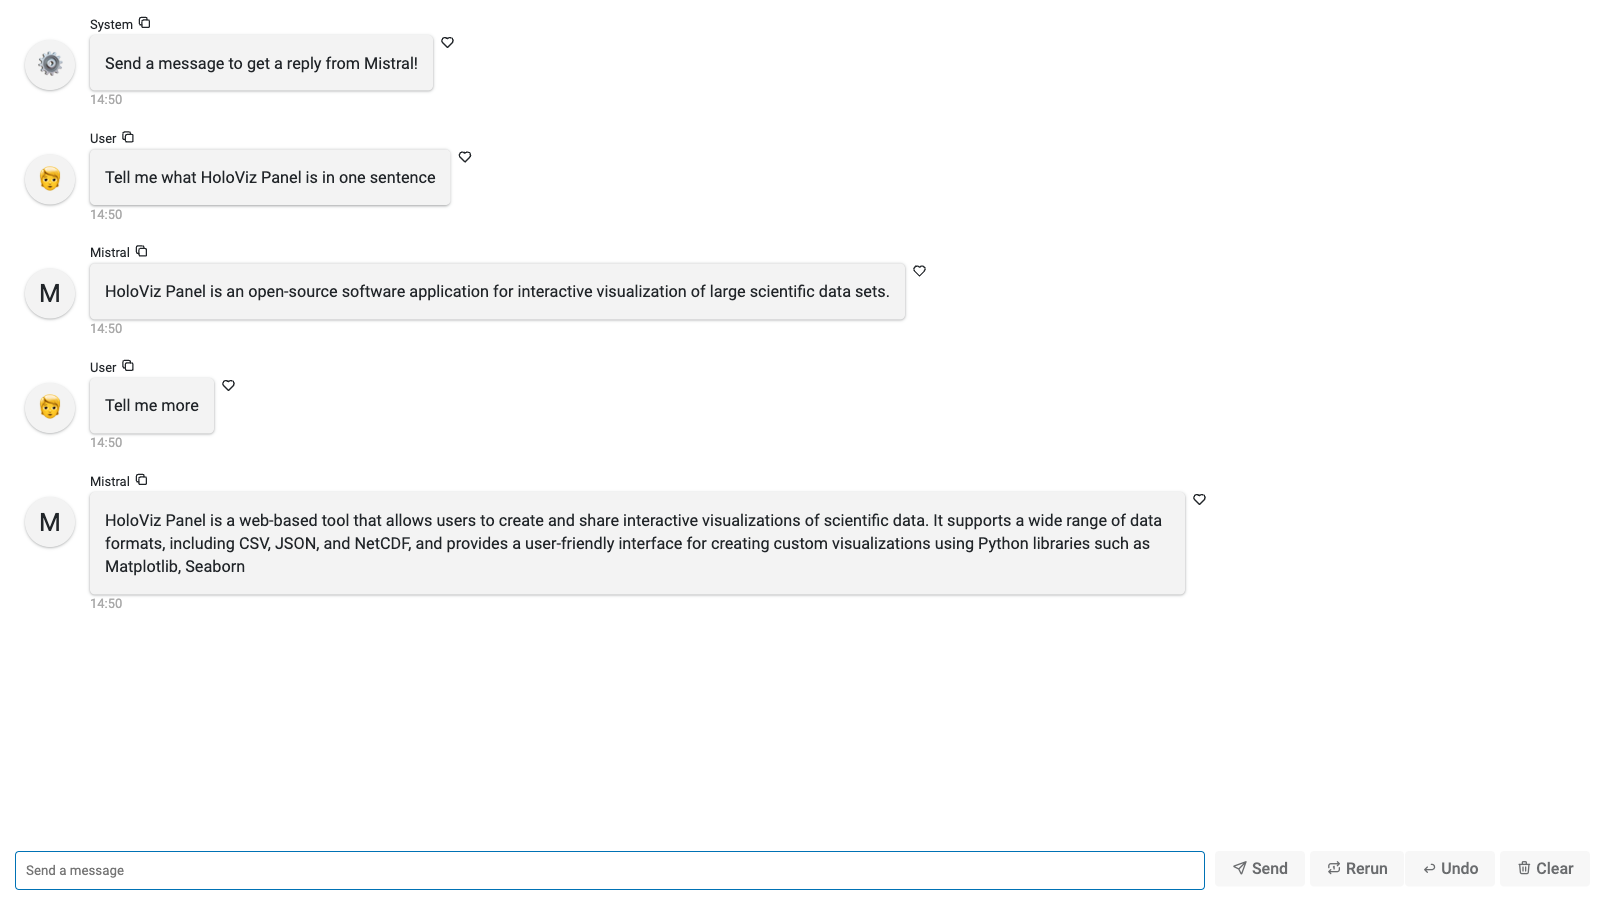 System
Send a message to get a reply from Mistral!
14:50
User
Tell me what HoloViz Panel is in one sentence
14:50
Mistral
M
HoloViz Panel is an open-source software application for interactive visualization of large scientific data sets.
14:50
User
Tell me more
14:50
Mistral
M
HoloViz Panel is a web-based tool that allows users to create and share interactive visualizations of scientific data. It supports a wide range of data
formats, including CSV, JSON, and NetCDF, and provides a user-friendly interface for creating custom visualizations using Python libraries such as
Matplotlib, Seaborn
14:50
Send a message
Send
Rerun
Undo
Clear